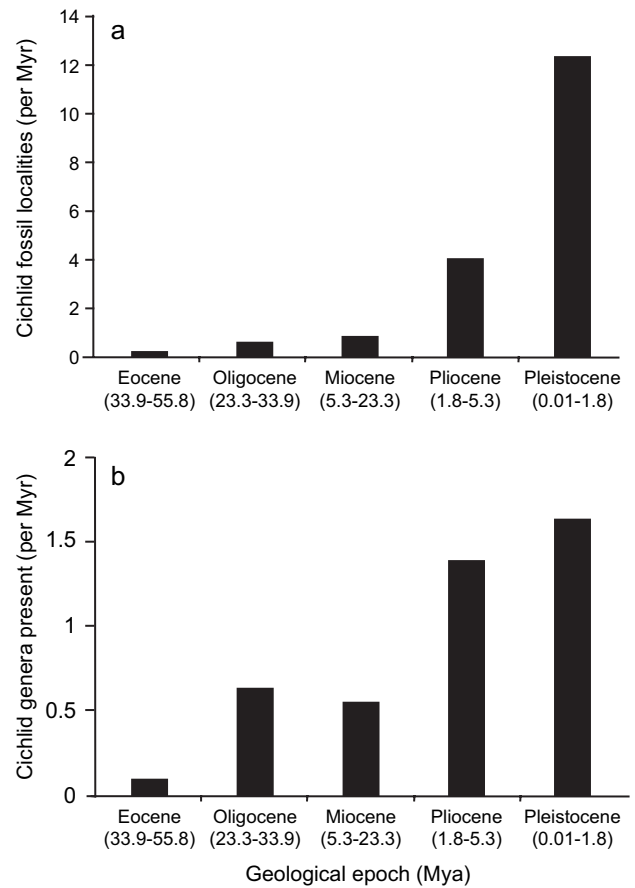 a
Cichlid fossil localities (per Myr)
14
12
10
8
6
4
2
0
Eocene Oligocene Miocene Pliocene Pleistocene
(33.9-55.8) (23.3-33.9) (5.3-23.3) (1.8-5.3) (0.01-1.8)
b
Cichlid genera present (per Myr)
2
1.5
1
0.5
0
Eocene Oligocene Miocene Pliocene Pleistocene
(33.9-55.8) (23.3-33.9) (5.3-23.3) (1.8-5.3) (0.01-1.8)
Geological epoch (Mya)